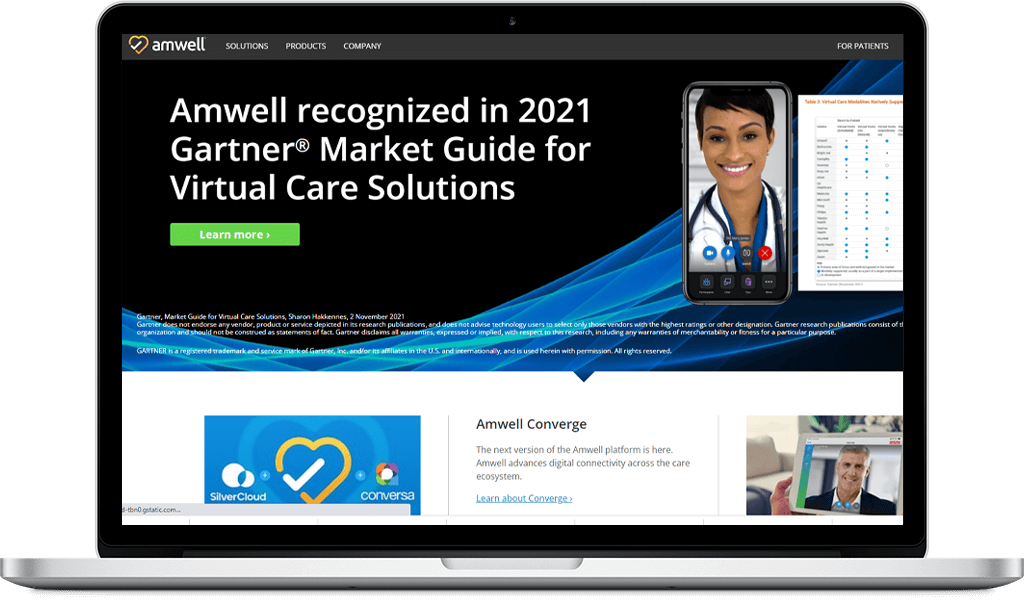 amwell
SOLUTIONS PRODUCTS COMPANY
FOR PATIENTS
Amwell recognized in 2021
Gartner® Market Guide for
Virtual Care Solutions
Learn more ›
Table 3: Virtual Care Modalities Natively Suppo
Gartner, Market Guide for Virtual Care Solutions, Sharon Hakkennes, 2 November 2021
Gartner does not endorse any vendor, product or service depicted in its research publications, and does not advise technology users to select only those vendors with the highest ratings or other designation. Gartner research publications consist of th
organization and should not be construed as statements of fact. Gartner disclaims all warranties, expressed or implied, with respect to this research, including any warranties of merchantability or fitness for a particular purpose.
GARTNER is a registered trademark and service mark of Gartner, Inc. and/or its affiliates in the U.S. and internationally, and is used herein with permission. All rights reserved.
SilverCloud
conversa
Amwell Converge
The next version of the Amwell platform is here.
Amwell advances digital connectivity across the care
ecosystem.
Learn about Converge ›
d-tbn0.gstatic.com...